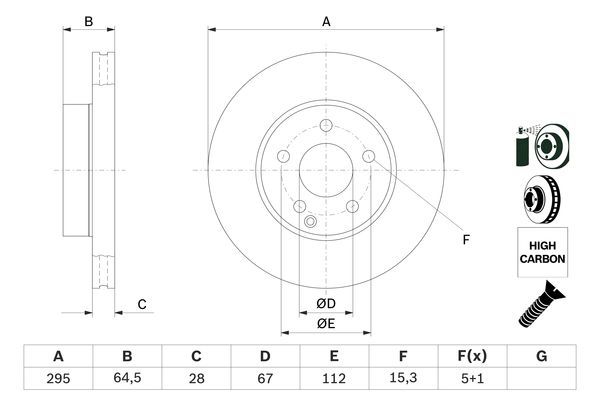 B
A
F
HIGH
CARBON
C
ØD
ØE
A B C D E F F(x) G
295 64,5 28 67 112 15,3 5+1